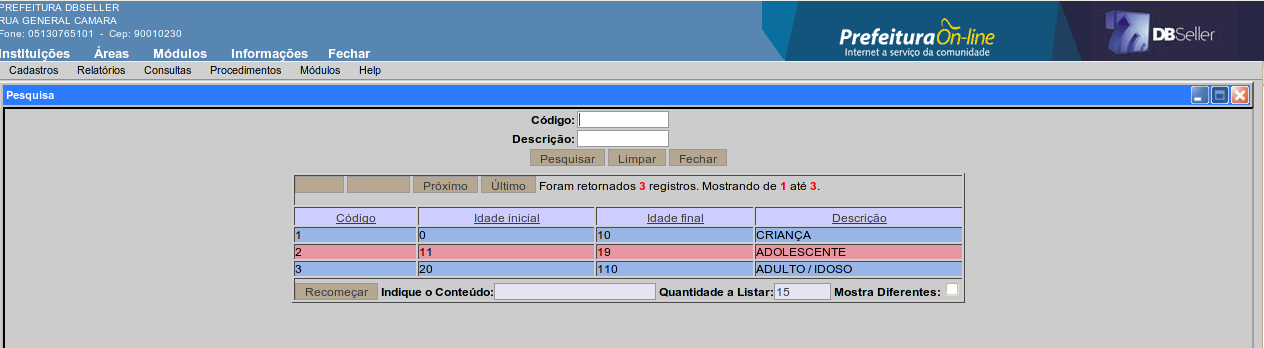 PREFEITURA DBSELLER
RUA GENERAL CAMARA
Fone: 05130765101 - Cep: 90010230
Instituições Áreas Módulos Informações Fechar
PrefeituraOn-line
Internet a serviço da comunidade
DBSeller
Cadastros Relatórios Consultas Procedimentos Módulos Help
Pesquisa
Código:
Descrição:
Pesquisar Limpar Fechar
Próximo Último Foram retornados 3 registros. Mostrando de 1 até 3.
Código Idade inicial Idade final Descrição
1 0 10 CRIANÇA
2 11 19 ADOLESCENTE
3 20 110 ADULTO / IDOSO
Recomeçar Indique o Conteúdo: Quantidade a Listar: 15 Mostra Diferentes: